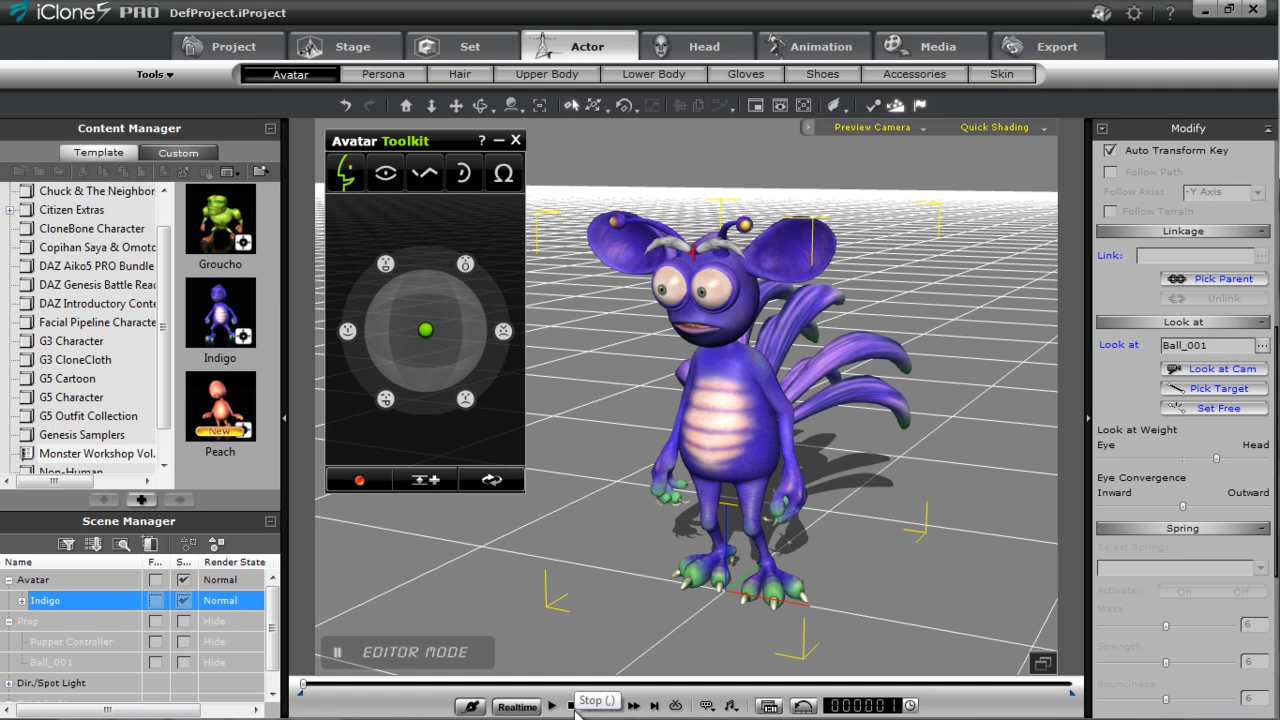 iClone5 PRO DefProject.iProject
Project Stage Set Actor Head Animation Media Export
Tools Avatar Persona Hair Upper Body Lower Body Gloves Shoes Accessories Skin
Content Manager
Template Custom
Chuck & The Neighbor
Citizen Extras
CloneBone Character
Copihan Saya & Omoto
DAZ Aiko5 PRO Bundle
DAZ Genesis Battle Rea
DAZ Introductory Conte
Facial Pipeline Characte
G3 Character
G3 CloneCloth
G5 Cartoon
G5 Character
G5 Outfit Collection
Genesis Samplers
Monster Workshop Vol.
Non-Human
Groucho
Indigo
New
Peach
Scene Manager
Name F... S... Render State
Avatar Normal
Indigo Normal
Prop Hide
Puppet Controller Hide
Ball_001 Hide
Dir./Spot Light Hide
Avatar Toolkit ?
Preview Camera Quick Shading
EDITOR MODE
Realtime
Stop (,)
000001
Modify
Auto Transform Key
Follow Path
Follow Axis: -Y Axis
Follow Terrain
Linkage
Link:
Pick Parent
Unlink
Look at
Look at Ball_001 ...
Look at Cam
Pick Target
Set Free
Look at Weight
Eye Head
Eye Convergence
Inward Outward
Spring
Select Spring:
Activate: On Off
Mass
6
Strength
6
Bounciness
6